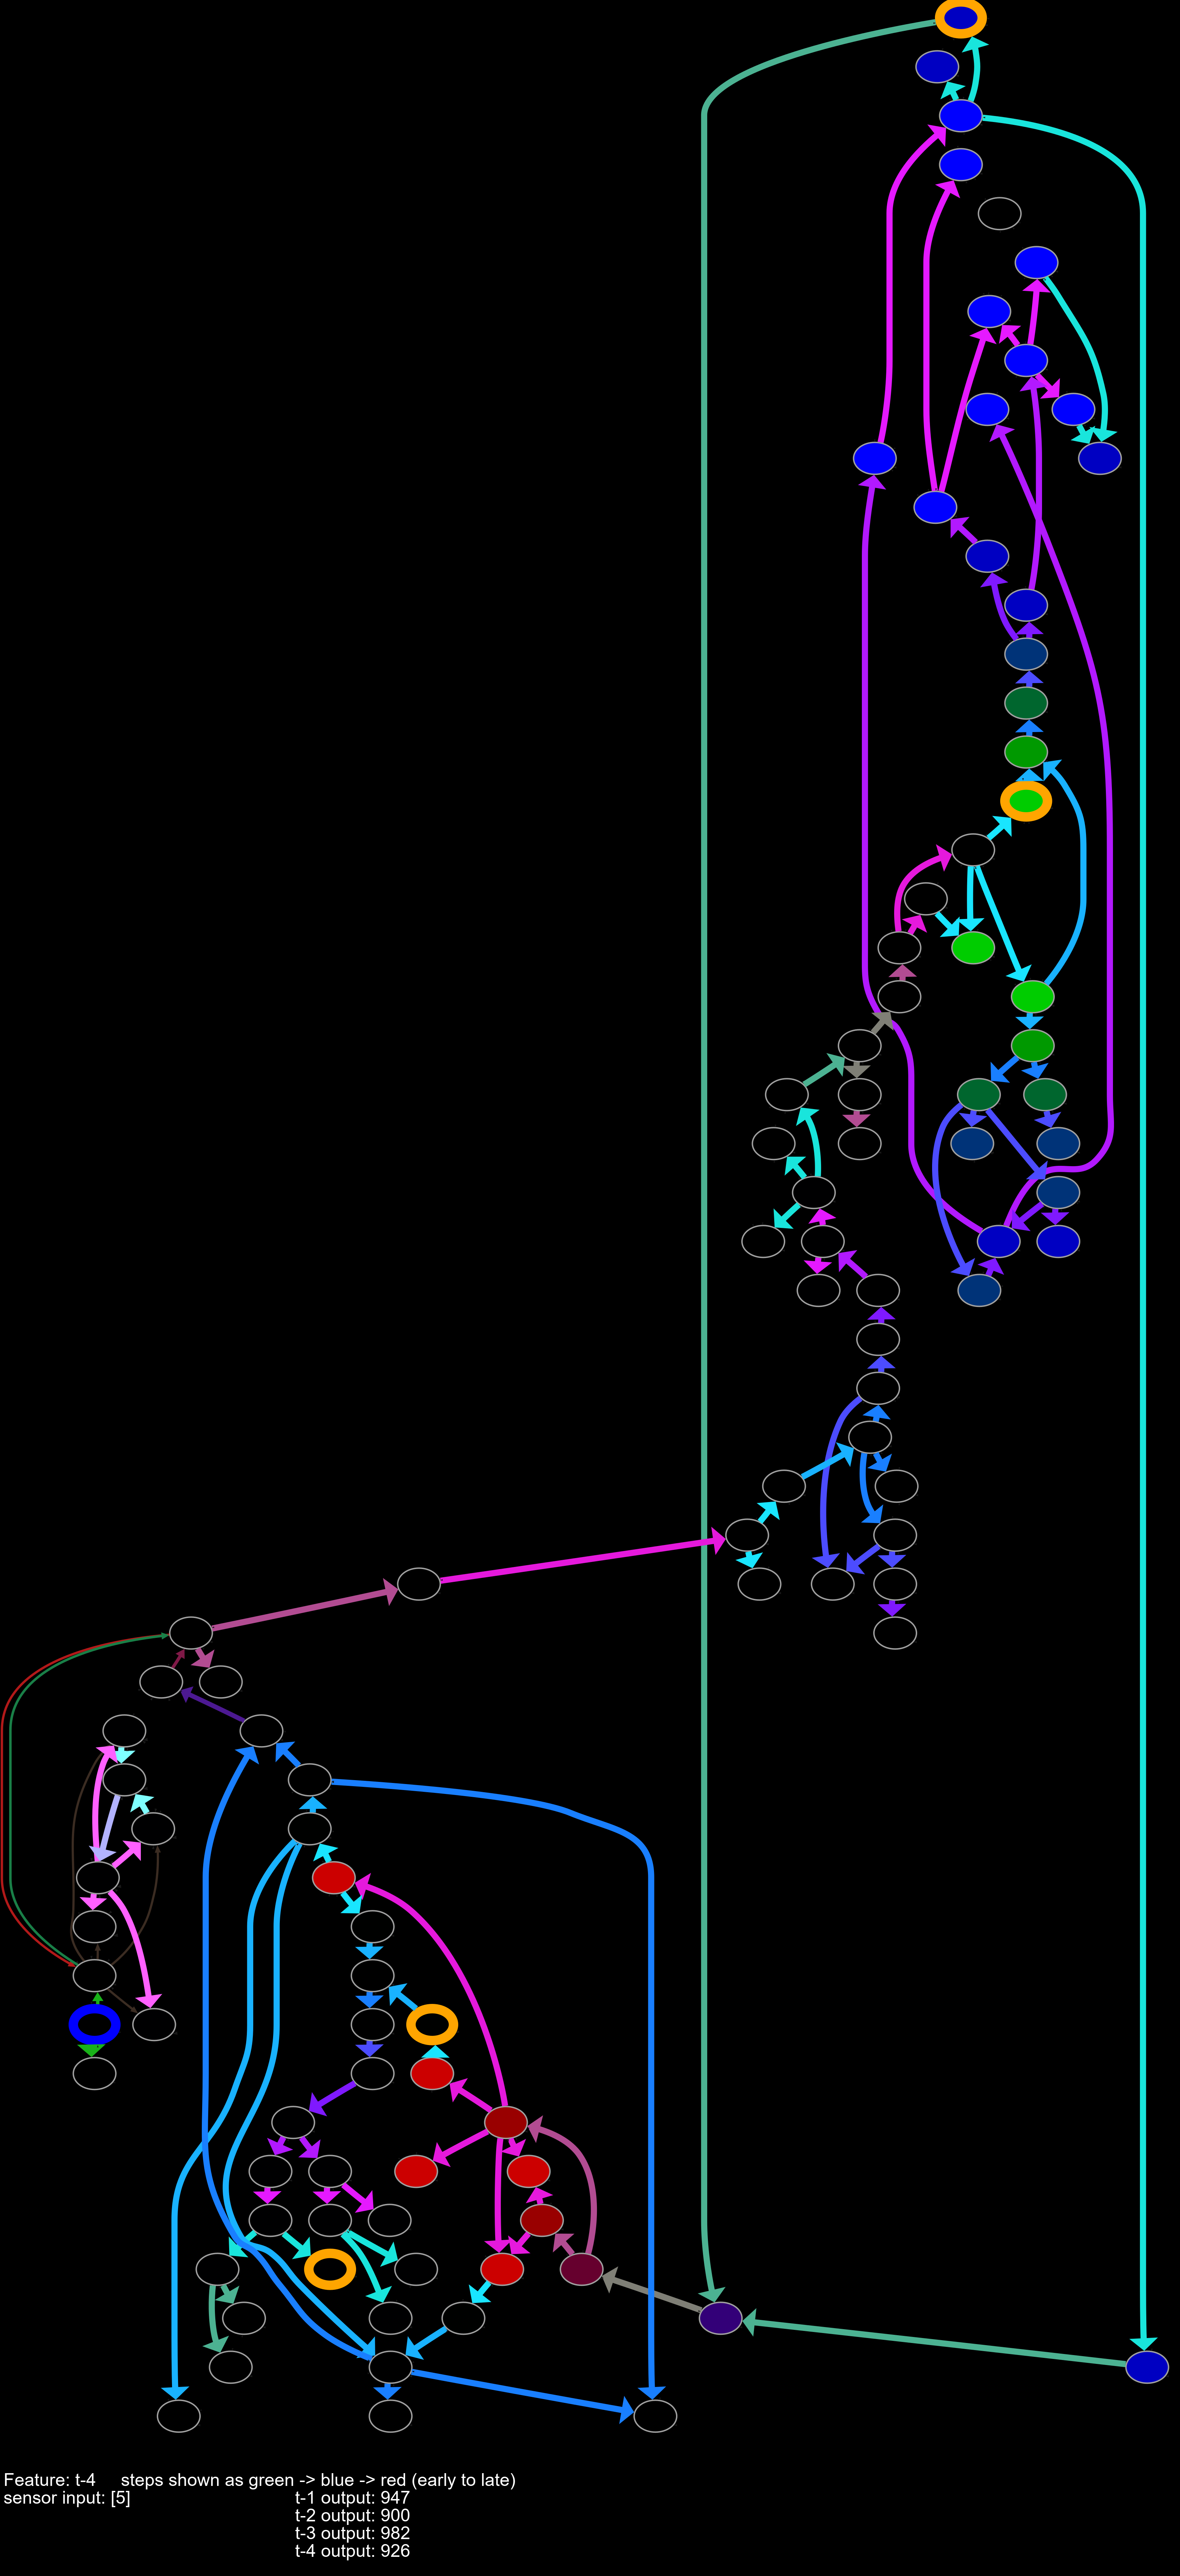 Feature: t-4 steps shown as green -> blue -> red (early to late)
sensor input: [5] t-1 output: 947
t-2 output: 900
t-3 output: 982
t-4 output: 926